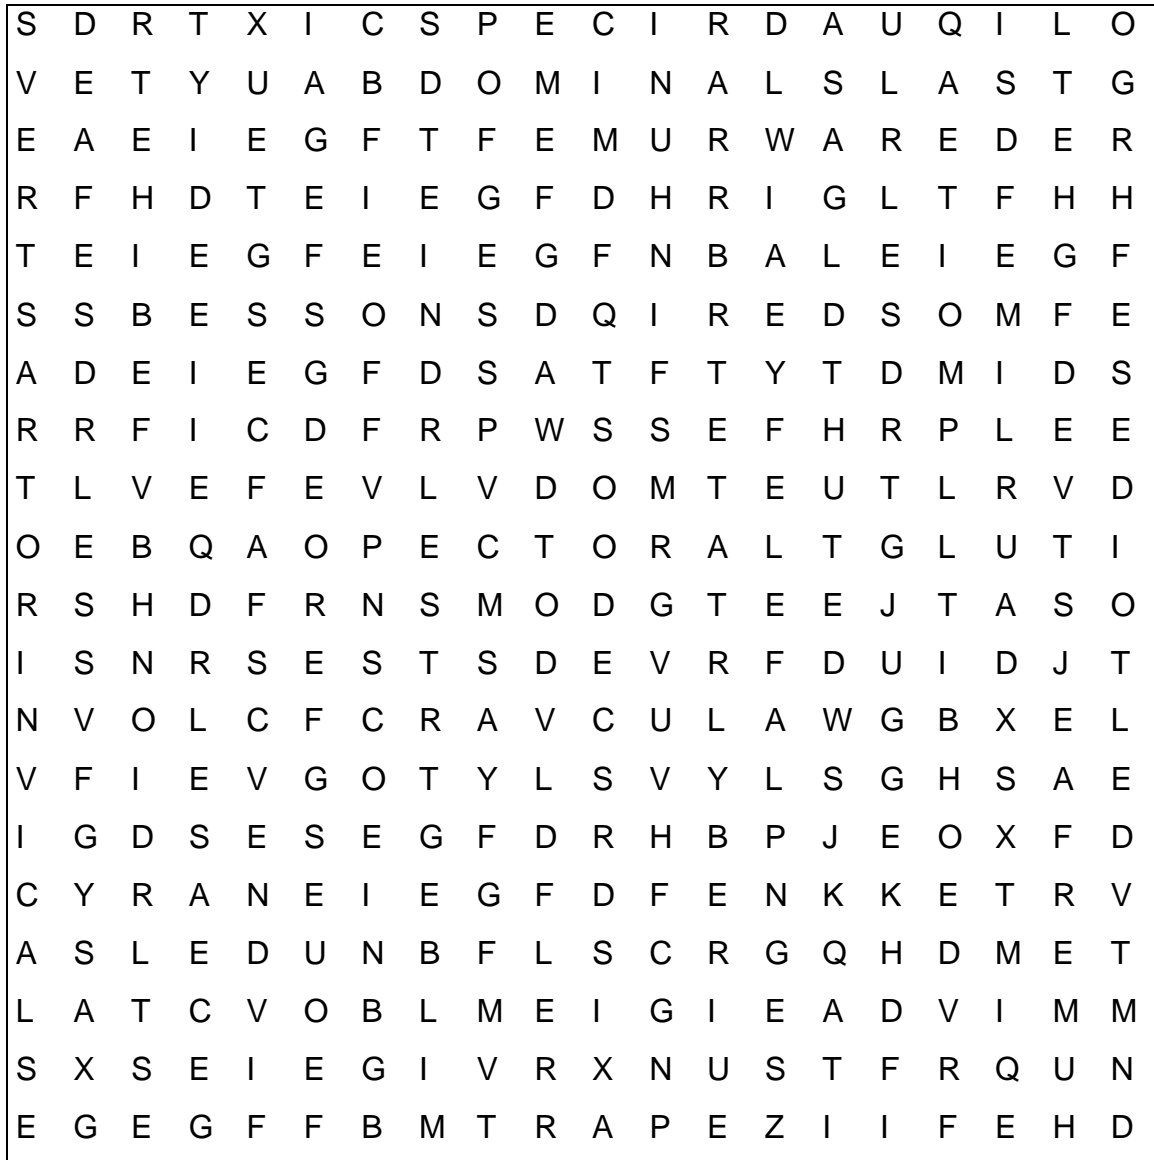 S D R T X I C S P E C I R D A U Q I L O
V E T Y U A B D O M I N A L S L A S T G
E A E I E G F T F E M U R W A R E D E R
R F H D T E I E G F D H R I G L T F H H
T E I E G F E I E G F N B A L E I E G F
S S B E S S O N S D Q I R E D S O M F E
A D E I E G F D S A T F T Y T D M I D S
R R F I C D F R P W S S E F H R P L E E
T L V E F E V L V D O M T E U T L R V D
O E B Q A O P E C T O R A L T G L U T I
R S H D F R N S M O D G T E E J T A S O
I S N R S E S T S D E V R F D U I D J T
N V O L C F C R A V C U L A W G B X E L
V F I E V G O T Y L S V Y L S G H S A E
I G D S E S E G F D R H B P J E O X F D
C Y R A N E I E G F D F E N K K E T R V
A S L E D U N B F L S C R G Q H D M E T
L A T C V O B L M E I G I E A D V I M M
S X S E I E G I V R X N U S T F R Q U N
E G E G F F B M T R A P E Z I I F E H D